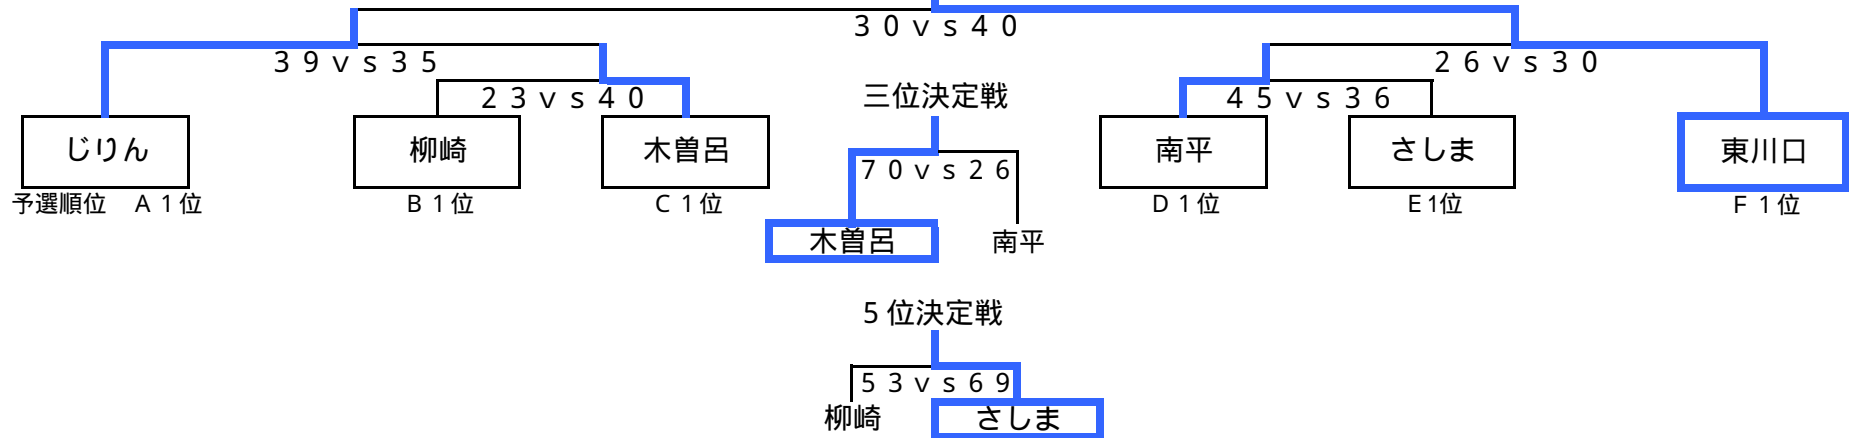 ３０ｖｓ４０
３９ｖｓ３５
２６ｖｓ３０
２３ｖｓ４０
三位決定戦
４５ｖｓ３６
じりん
柳崎
木曽呂
南平
さしま
東川口
７０ｖｓ２６
予選順位　Ａ１位
Ｂ１位
Ｃ１位
Ｄ１位
Ｅ1位
Ｆ１位
木曽呂
南平
５位決定戦
５３ｖｓ６９
柳崎
さしま